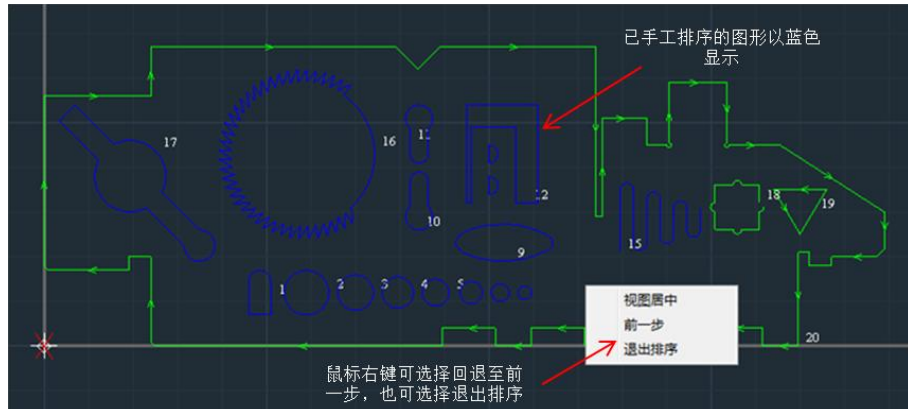 已手工排序的图形以蓝色
显示
17
16
11
12
10
18
19
15
9
1
2
3
4
5
视图居中
前一步
退出排序
20
鼠标右键可选择回退至前
一步，也可选择退出排序